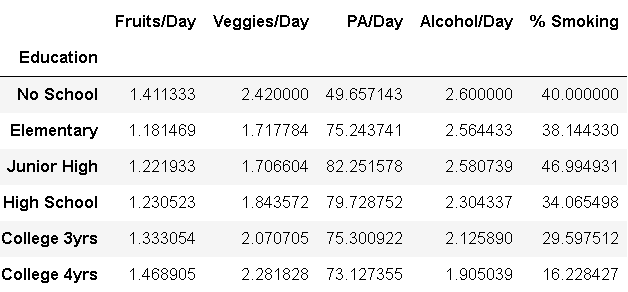 Fruits/Day Veggies/Day PA/Day Alcohol/Day % Smoking
Education
No School 1.411333 2.420000 49.657143 2.600000 40.000000
Elementary 1.181469 1.717784 75.243741 2.564433 38.144330
Junior High 1.221933 1.706604 82.251578 2.580739 46.994931
High School 1.230523 1.843572 79.728752 2.304337 34.065498
College 3yrs 1.333054 2.070705 75.300922 2.125890 29.597512
College 4yrs 1.468905 2.281828 73.127355 1.905039 16.228427